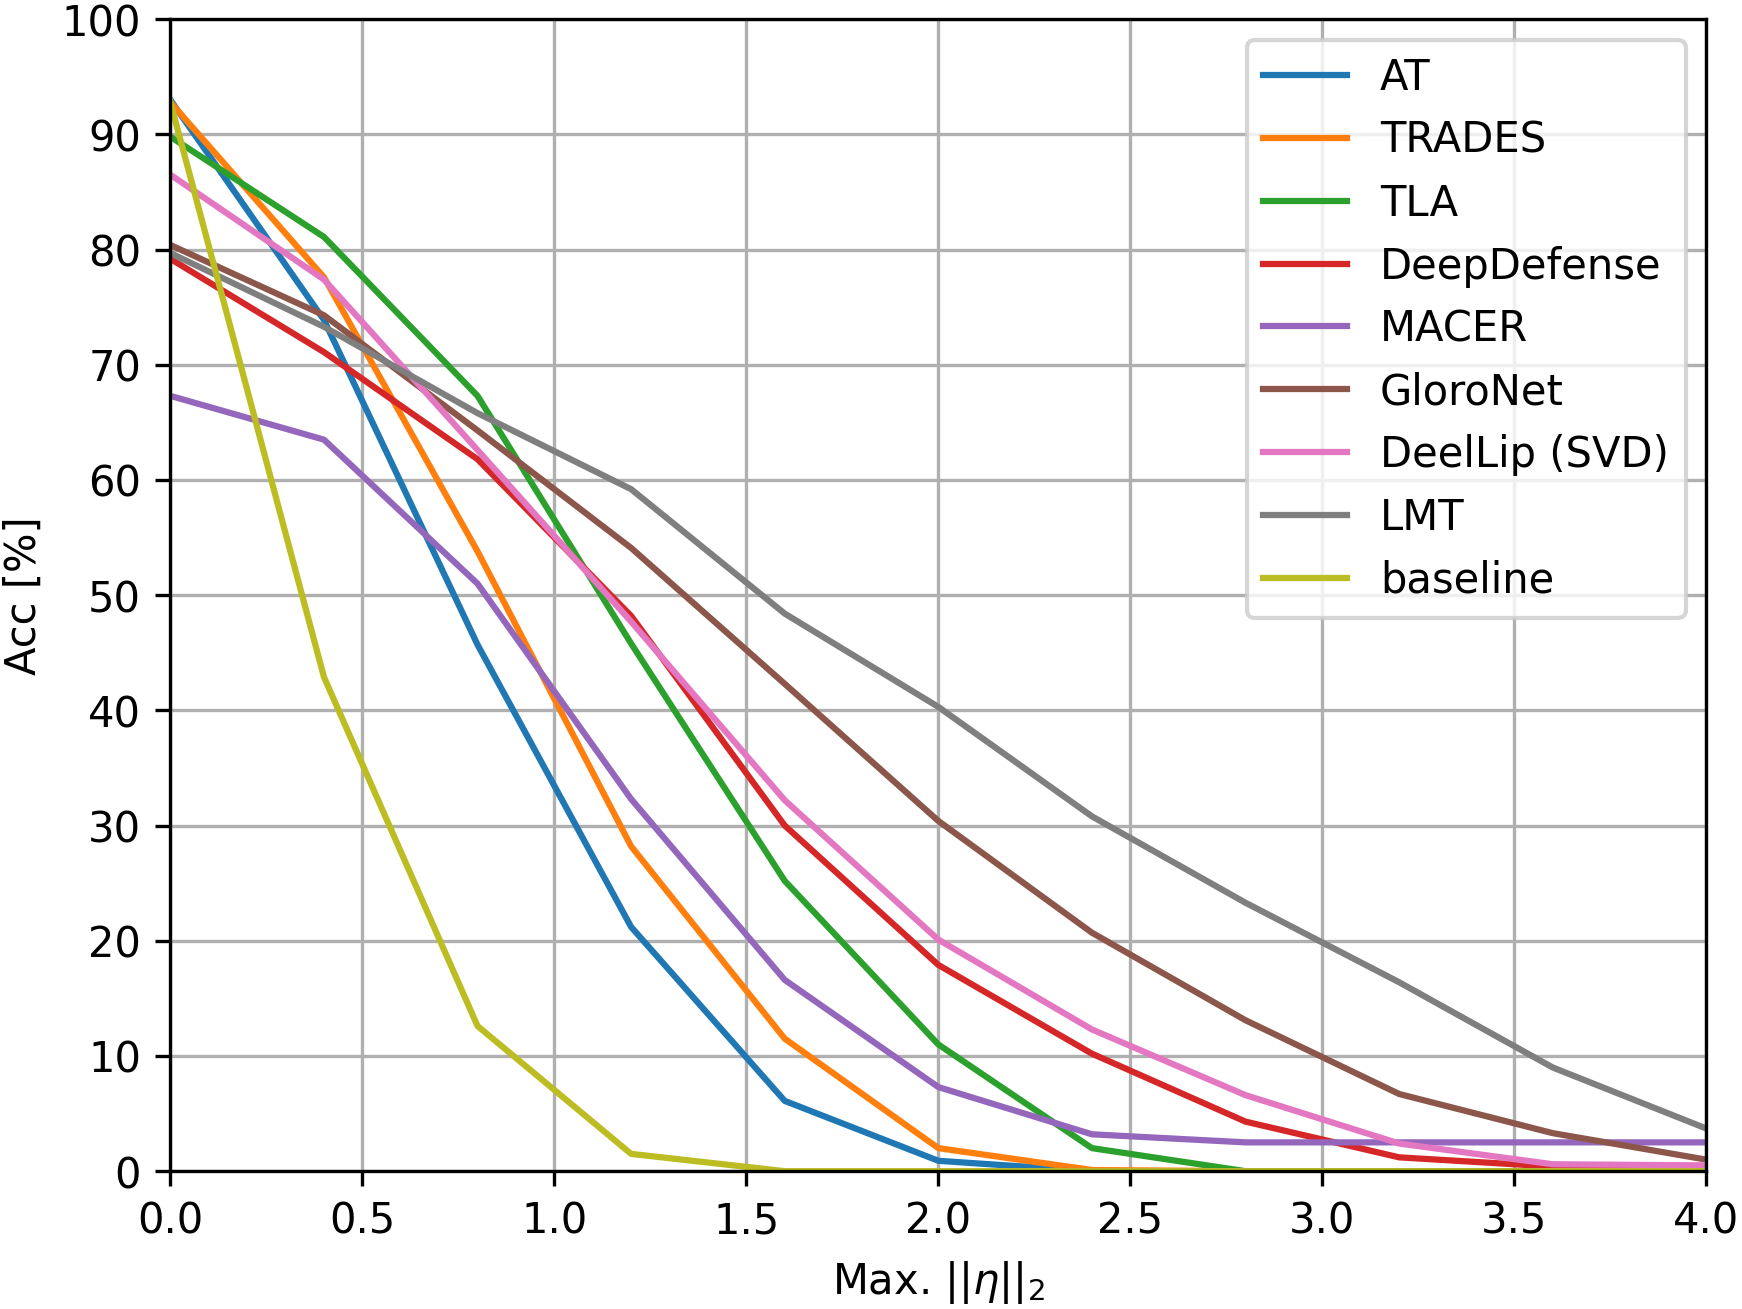 100
90
80
70
60
50
40
30
20
10
0
Acc [%]
0.0 0.5 1.0 1.5 2.0 2.5 3.0 3.5 4.0
Max. ||η||₂
AT
TRADES
TLA
DeepDefense
MACER
GloroNet
DeelLip (SVD)
LMT
baseline